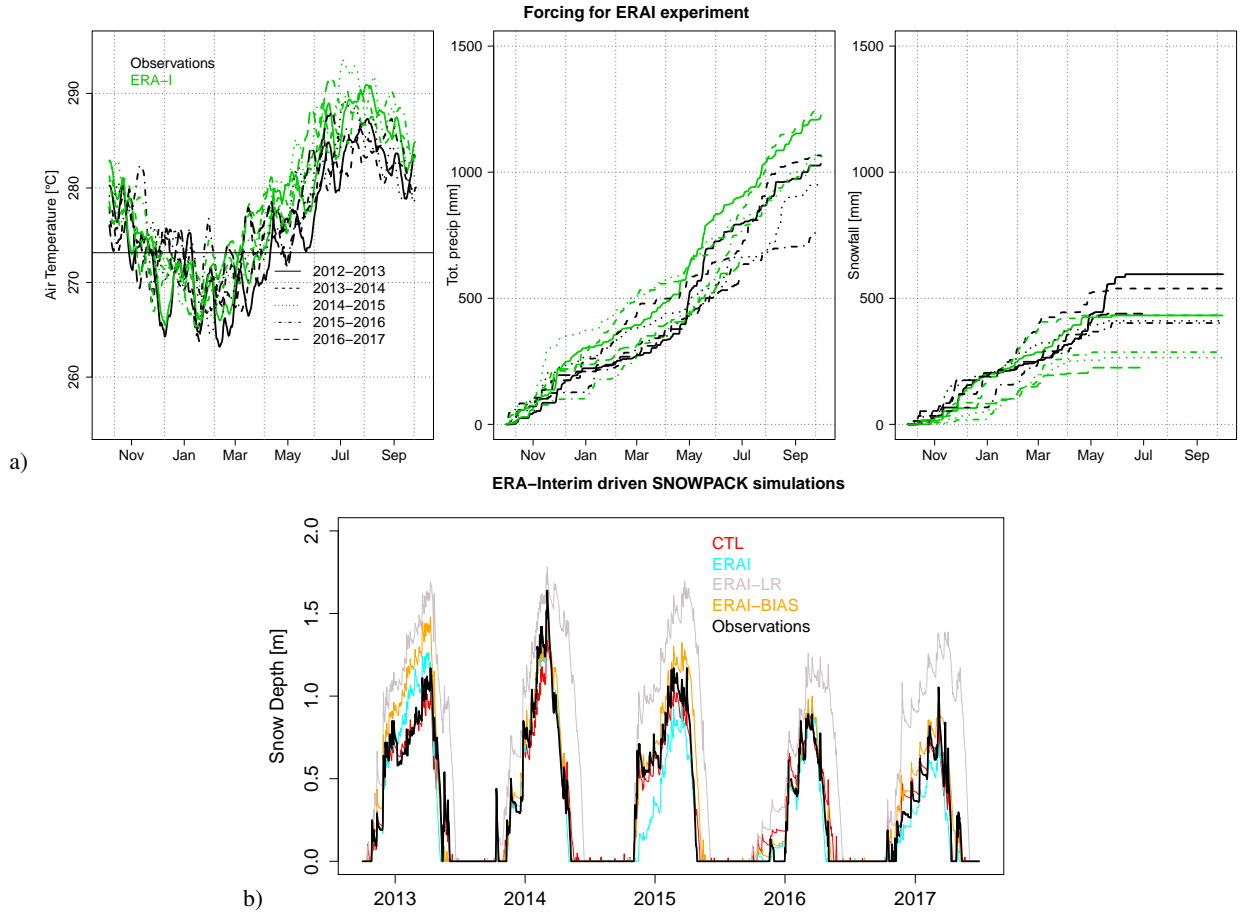 Forcing for ERAI experiment
a)
Air Temperature [°C]
260
270
280
290
Observations
ERA−I
2012−2013
2013−2014
2014−2015
2015−2016
2016−2017
Nov
Jan
Mar
May
Jul
Sep
Tot. precip [mm]
0
500
1000
1500
Nov
Jan
Mar
May
Jul
Sep
Snowfall [mm]
0
500
1000
1500
Nov
Jan
Mar
May
Jul
Sep
ERA−Interim driven SNOWPACK simulations
b)
Snow Depth [m]
0.0
0.5
1.0
1.5
2.0
CTL
ERAI
ERAI−LR
ERAI−BIAS
Observations
2013
2014
2015
2016
2017